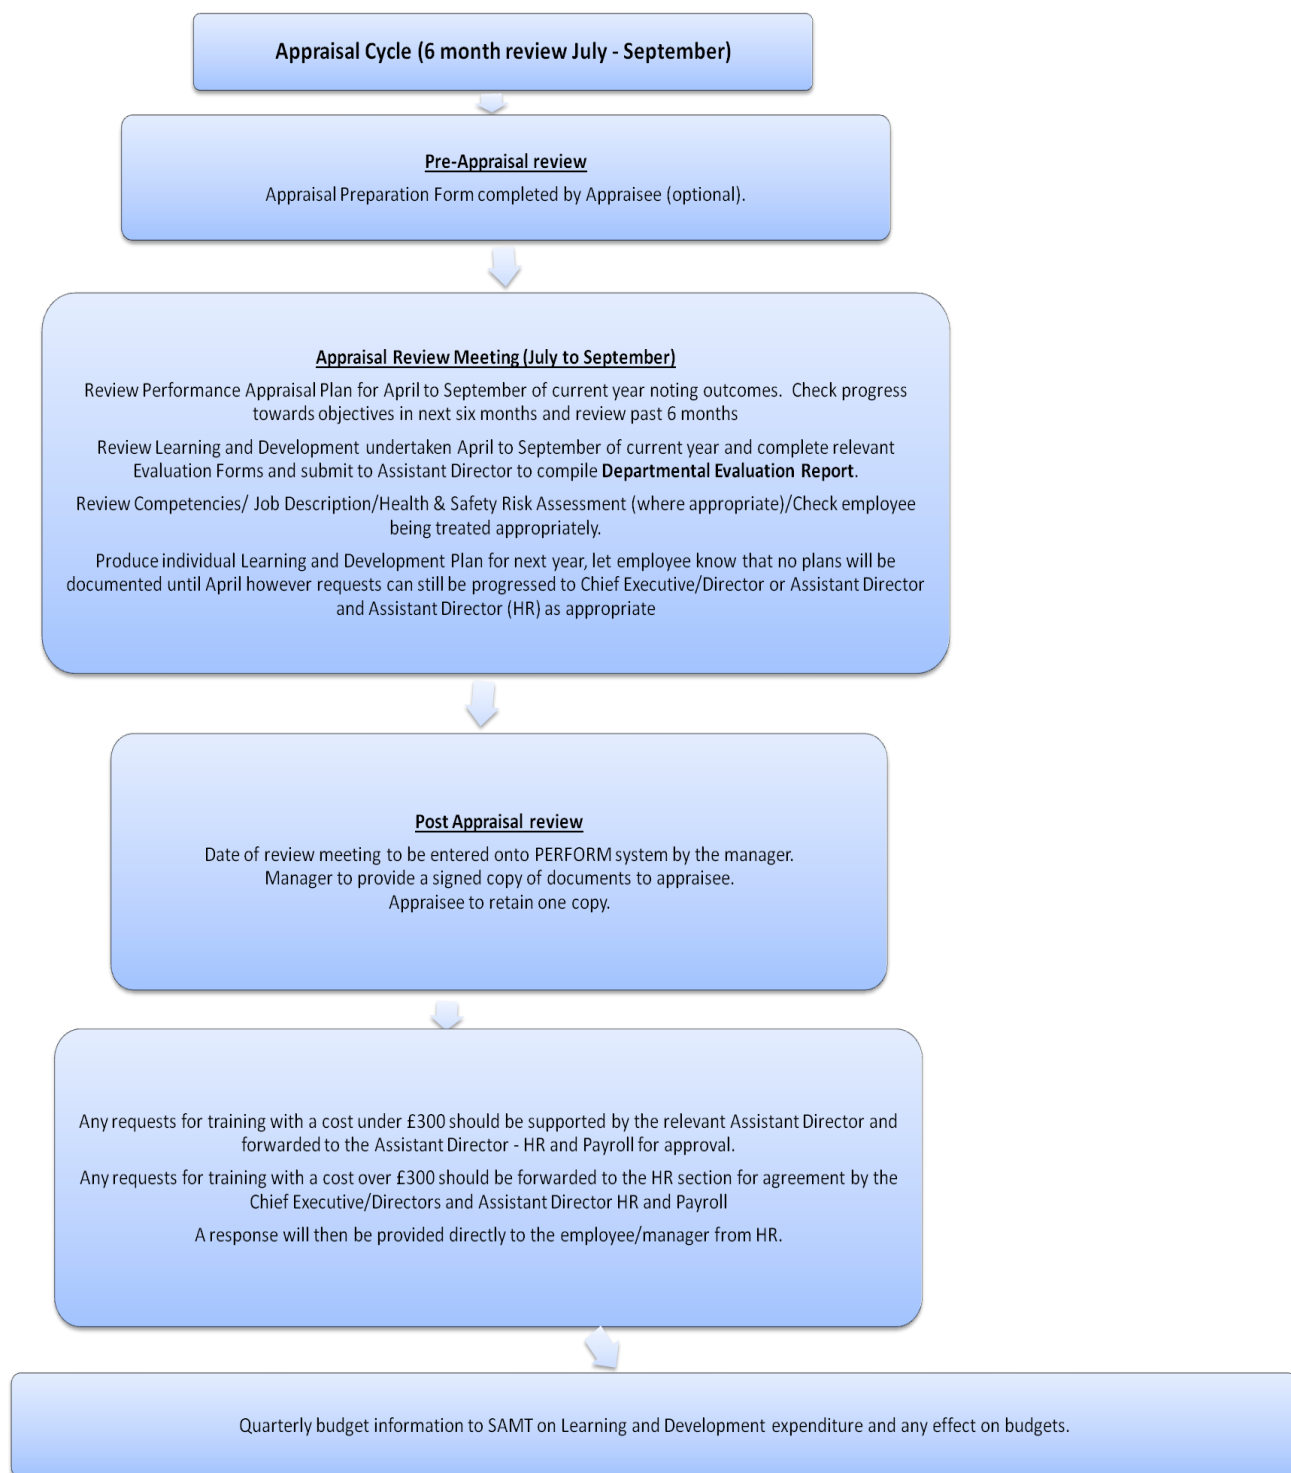 Appraisal Cycle (6 month review July - September)
Pre-Appraisal review
Appraisal Preparation Form completed by Appraisee (optional).
Appraisal Review Meeting (July to September)
Review Performance Appraisal Plan for April to September of current year noting outcomes.  Check progress
towards objectives in next six months and review past 6 months
Review Learning and Development undertaken April to September of current year and complete relevant
Evaluation Forms and submit to Assistant Director to compile Departmental Evaluation Report.
Review Competencies/ Job Description/Health & Safety Risk Assessment (where appropriate)/Check employee
being treated appropriately.
Produce individual Learning and Development Plan for next year, let employee know that no plans will be
documented until April however requests can still be progressed to Chief Executive/Director or Assistant Director
and Assistant Director (HR) as appropriate
Post Appraisal review
Date of review meeting to be entered onto PERFORM system by the manager.
Manager to provide a signed copy of documents to appraisee.
Appraisee to retain one copy.
Any requests for training with a cost under £300 should be supported by the relevant Assistant Director and
forwarded to the Assistant Director - HR and Payroll for approval.
Any requests for training with a cost over £300 should be forwarded to the HR section for agreement by the
Chief Executive/Directors and Assistant Director HR and Payroll
A response will then be provided directly to the employee/manager from HR.
Quarterly budget information to SAMT on Learning and Development expenditure and any effect on budgets.